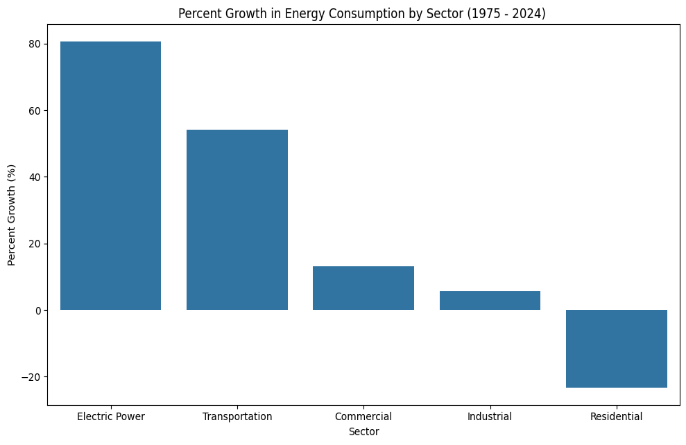 Percent Growth in Energy Consumption by Sector (1975 - 2024)
Percent Growth (%)
80
60
40
20
0
−20
Electric Power
Transportation
Commercial
Industrial
Residential
Sector